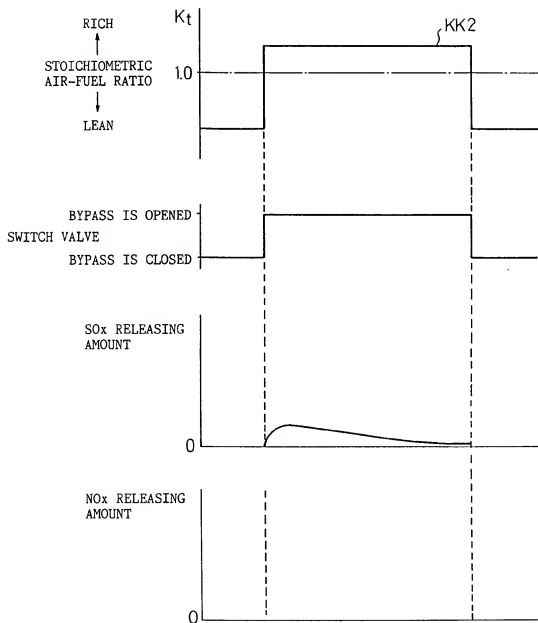 RICH
Kt
KK2
STOICHIOMETRIC
AIR-FUEL RATIO
1.0
LEAN
BYPASS IS OPENED
SWITCH VALVE
BYPASS IS CLOSED
SOx RELEASING
AMOUNT
0
NOx RELEASING
AMOUNT
0